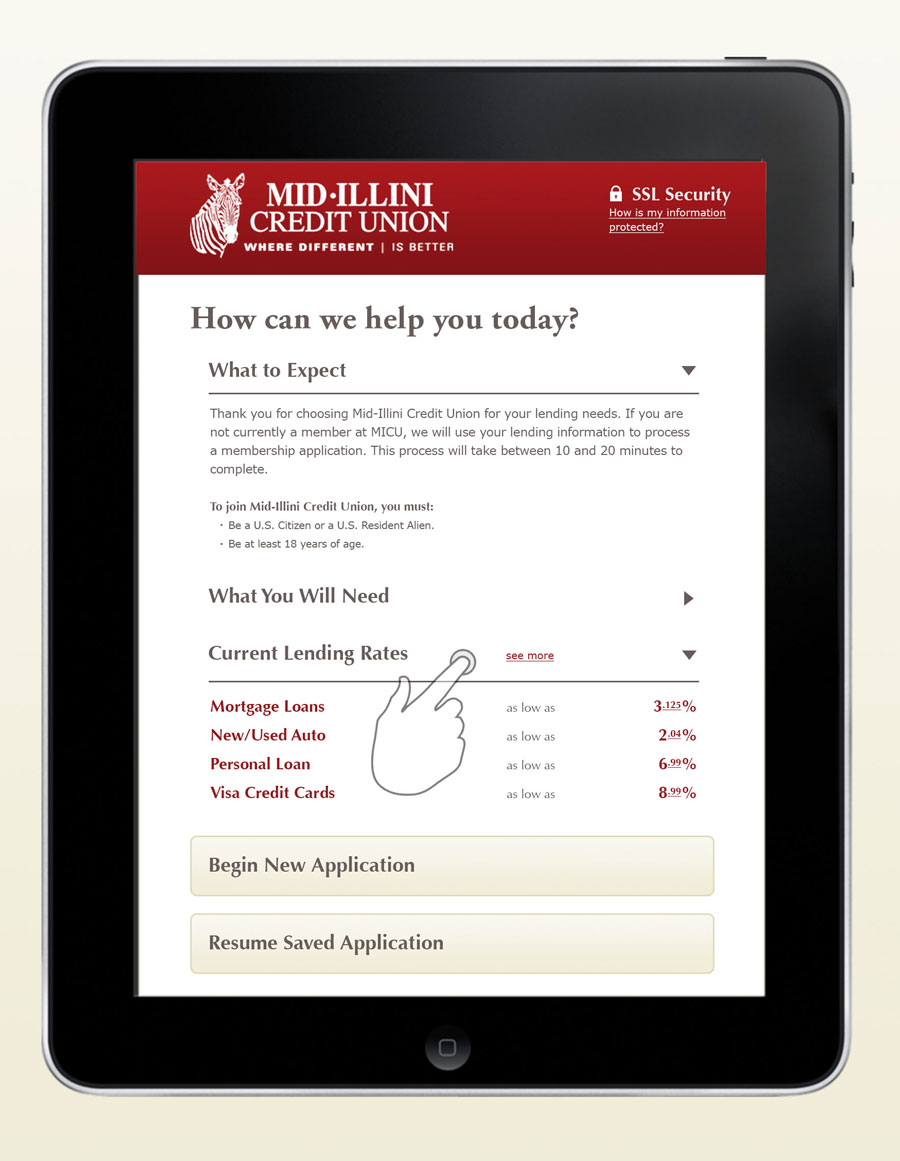 MID·ILLINI
CREDIT UNION
WHERE DIFFERENT | IS BETTER
SSL Security
How is my information
protected?
How can we help you today?
What to Expect
Thank you for choosing Mid-Illini Credit Union for your lending needs. If you are
not currently a member at MICU, we will use your lending information to process
a membership application. This process will take between 10 and 20 minutes to
complete.
To join Mid-Illini Credit Union, you must:
· Be a U.S. Citizen or a U.S. Resident Alien.
· Be at least 18 years of age.
What You Will Need
Current Lending Rates see more
Mortgage Loans as low as 3.125%
New/Used Auto as low as 2.04%
Personal Loan as low as 6.99%
Visa Credit Cards as low as 8.99%
Begin New Application
Resume Saved Application